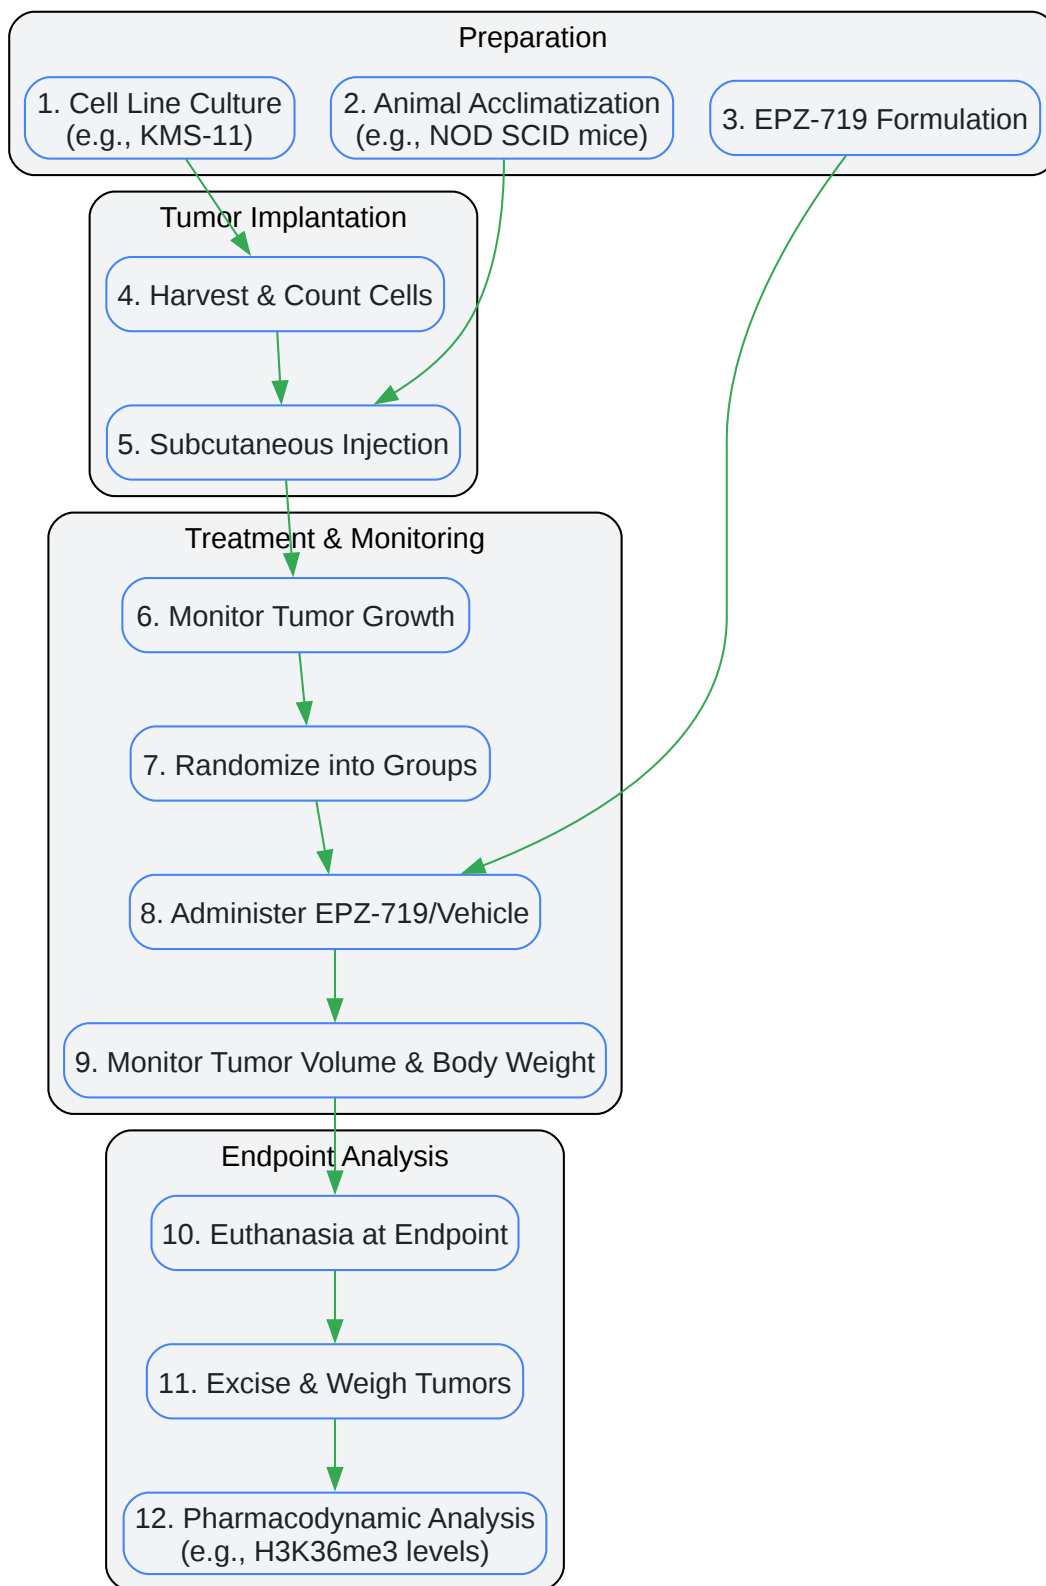 Preparation
1. Cell Line Culture
(e.g., KMS-11)
2. Animal Acclimatization
(e.g., NOD SCID mice)
3. EPZ-719 Formulation
Tumor Implantation
4. Harvest & Count Cells
5. Subcutaneous Injection
Treatment & Monitoring
6. Monitor Tumor Growth
7. Randomize into Groups
8. Administer EPZ-719/Vehicle
9. Monitor Tumor Volume & Body Weight
Endpoint Analysis
10. Euthanasia at Endpoint
11. Excise & Weigh Tumors
12. Pharmacodynamic Analysis
(e.g., H3K36me3 levels)